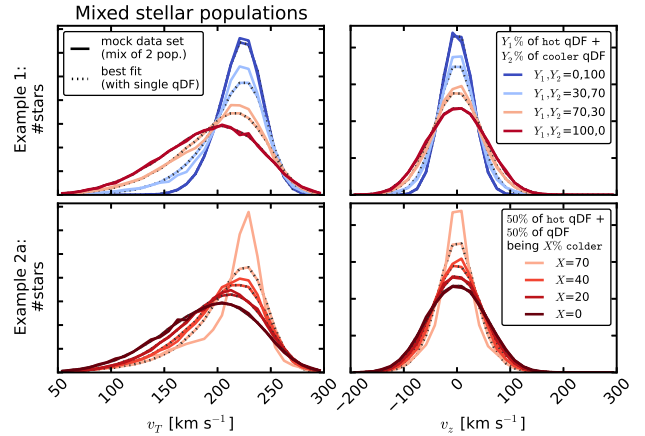 Mixed stellar populations
Example 1:
#stars
mock data set
(mix of 2 pop.)
best fit
(with single qDF)
Y₁% of hot qDF +
Y₂% of cooler qDF
Y₁,Y₂=0,100
Y₁,Y₂=30,70
Y₁,Y₂=70,30
Y₁,Y₂=100,0
Example 2a:
#stars
50% of hot qDF +
50% of qDF
being X% colder
X=70
X=40
X=20
X=0
50 100 150 200 250 300
−200 −100 0 100 200 300
v_T [km s⁻¹]
v_z [km s⁻¹]